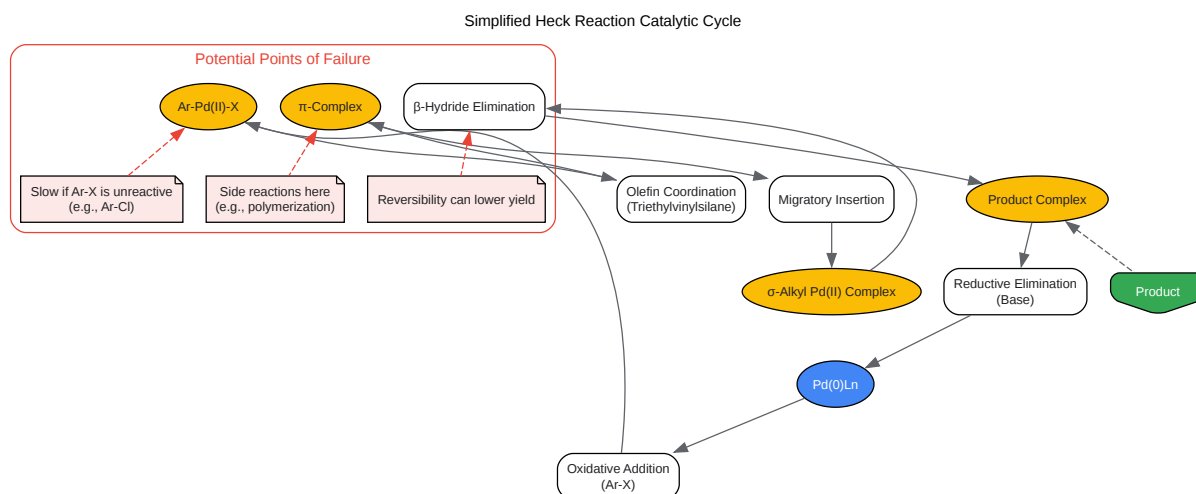 Simplified Heck Reaction Catalytic Cycle
Potential Points of Failure
Ar-Pd(II)-X
π-Complex
β-Hydride Elimination
Slow if Ar-X is unreactive
(e.g., Ar-Cl)
Side reactions here
(e.g., polymerization)
Reversibility can lower yield
Olefin Coordination
(Triethylvinylsilane)
Migratory Insertion
Product Complex
σ-Alkyl Pd(II) Complex
Reductive Elimination
(Base)
Product
Pd(0)Ln
Oxidative Addition
(Ar-X)